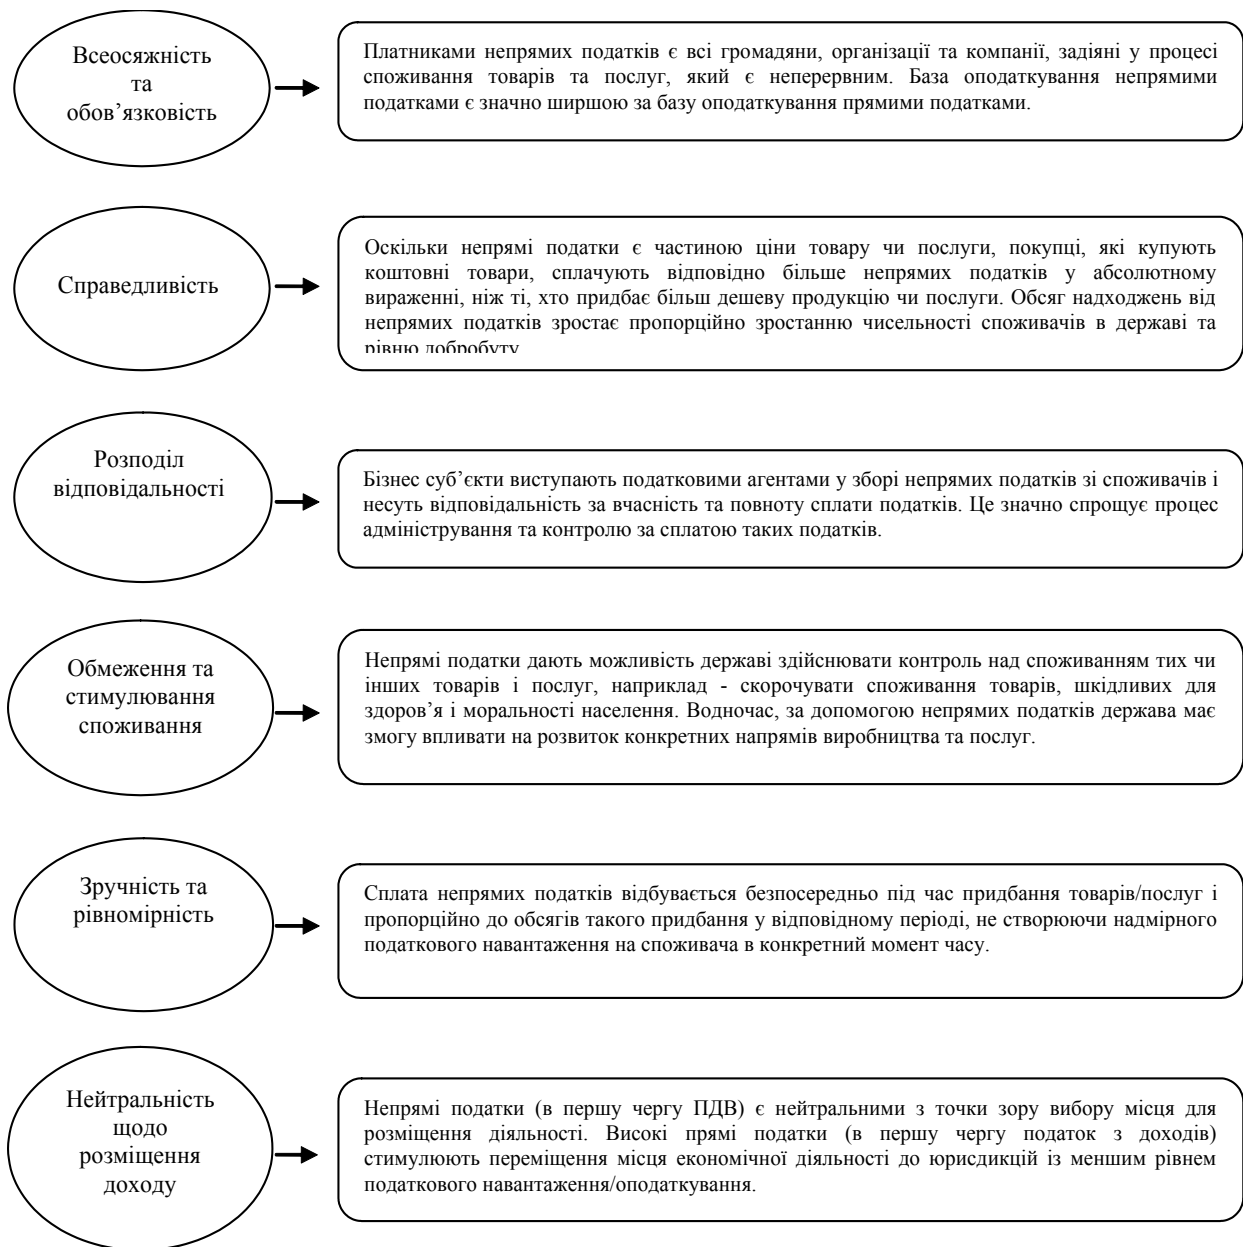 Всеосяжність
та
обов’язковість
Платниками непрямих податків є всі громадяни, організації та компанії, задіяні у процесі
споживання товарів та послуг, який є неперервним. База оподаткування непрямими
податками є значно ширшою за базу оподаткування прямими податками.
Справедливість
Оскільки непрямі податки є частиною ціни товару чи послуги, покупці, які купують
коштовні товари, сплачують відповідно більше непрямих податків у абсолютному
вираженні, ніж ті, хто придбає більш дешеву продукцію чи послуги. Обсяг надходжень від
непрямих податків зростає пропорційно зростанню чисельності споживачів в державі та
рівню добробуту
Розподіл
відповідальності
Бізнес суб’єкти виступають податковими агентами у зборі непрямих податків зі споживачів і
несуть відповідальність за вчасність та повноту сплати податків. Це значно спрощує процес
адміністрування та контролю за сплатою таких податків.
Обмеження та
стимулювання
споживання
Непрямі податки дають можливість державі здійснювати контроль над споживанням тих чи
інших товарів і послуг, наприклад - скорочувати споживання товарів, шкідливих для
здоров’я і моральності населення. Водночас, за допомогою непрямих податків держава має
змогу впливати на розвиток конкретних напрямів виробництва та послуг.
Зручність та
рівномірність
Сплата непрямих податків відбувається безпосередньо під час придбання товарів/послуг і
пропорційно до обсягів такого придбання у відповідному періоді, не створюючи надмірного
податкового навантаження на споживача в конкретний момент часу.
Нейтральність
щодо
розміщення
доходу
Непрямі податки (в першу чергу ПДВ) є нейтральними з точки зору вибору місця для
розміщення діяльності. Високі прямі податки (в першу чергу податок з доходів)
стимулюють переміщення місця економічної діяльності до юрисдикцій із меншим рівнем
податкового навантаження/оподаткування.